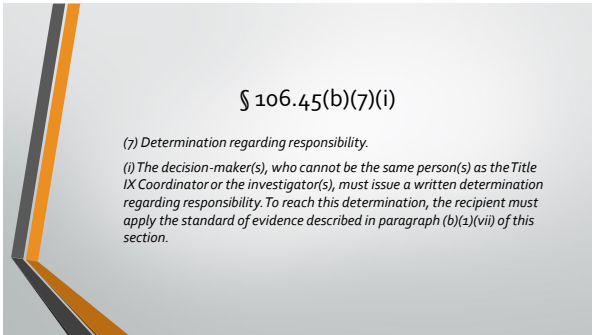 § 106.45(b)(7)(i)
(7) Determination regarding responsibility.
(i) The decision-maker(s), who cannot be the same person(s) as the Title
IX Coordinator or the investigator(s), must issue a written determination
regarding responsibility. To reach this determination, the recipient must
apply the standard of evidence described in paragraph (b)(1)(vii) of this
section.